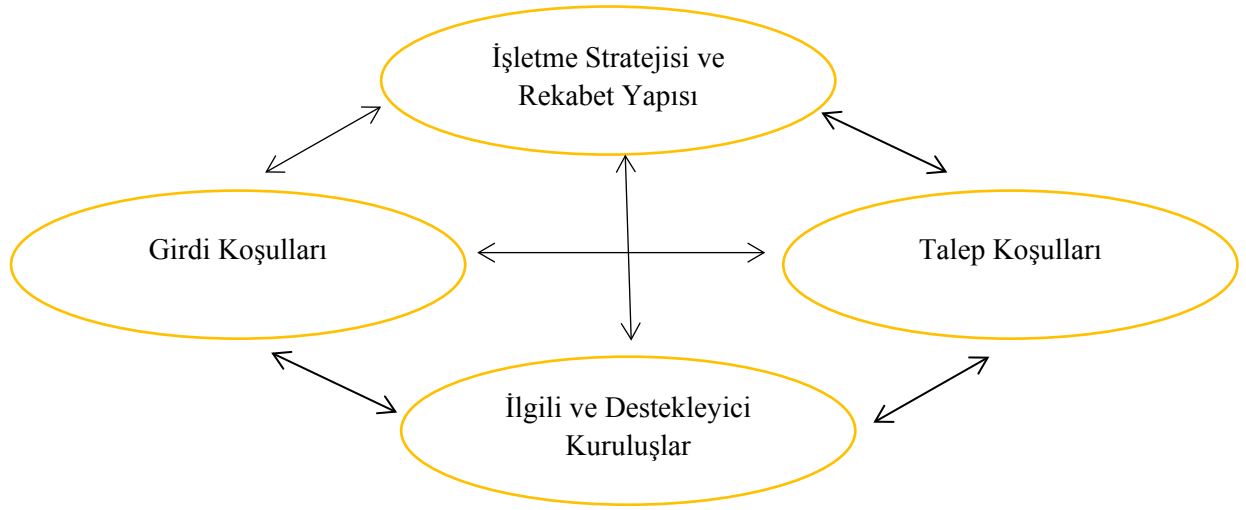 İşletme Stratejisi ve
Rekabet Yapısı
Girdi Koşulları
Talep Koşulları
İlgili ve Destekleyici
Kuruluşlar